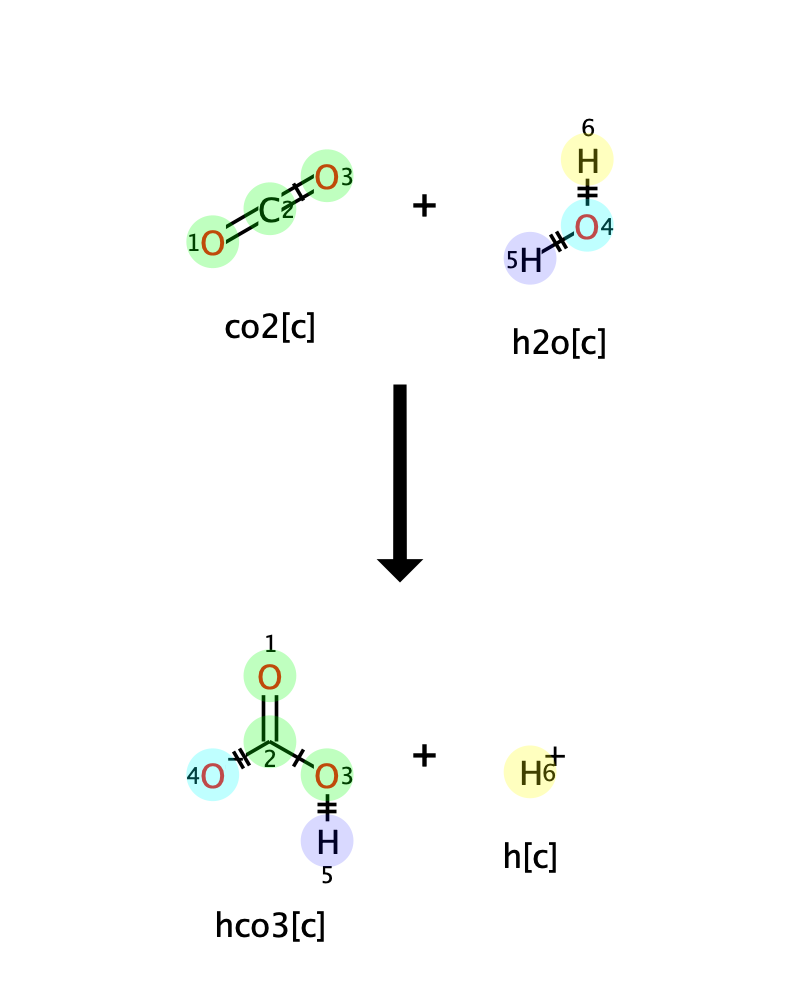 6
H
O3
+
C2
1O
O4
5H
co2[c]
h2o[c]
1
O
2
+
+
4O⁻
O3
H6
H
5
h[c]
hco3[c]